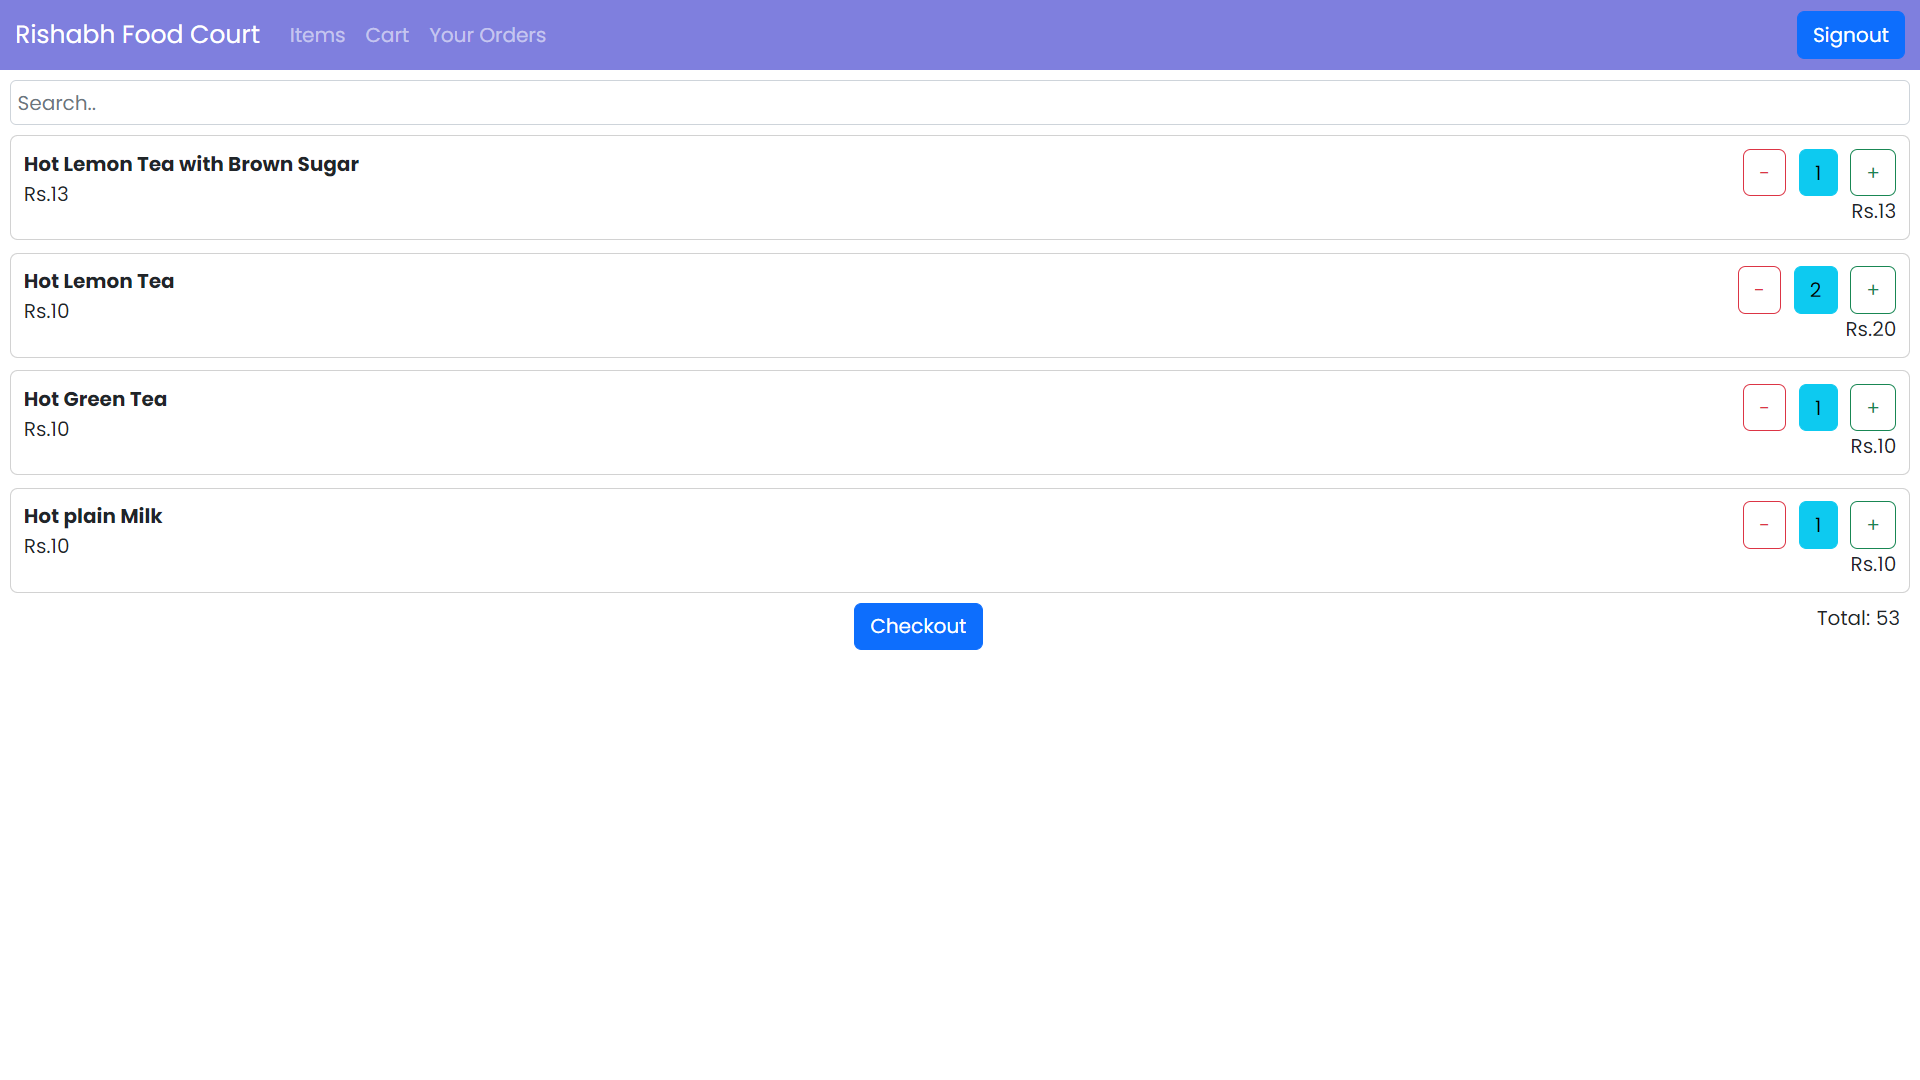 Rishabh Food Court Items Cart Your Orders Signout
Search..
Hot Lemon Tea with Brown Sugar
Rs.13
- 1 +
Rs.13
Hot Lemon Tea
Rs.10
- 2 +
Rs.20
Hot Green Tea
Rs.10
- 1 +
Rs.10
Hot plain Milk
Rs.10
- 1 +
Rs.10
Checkout
Total: 53